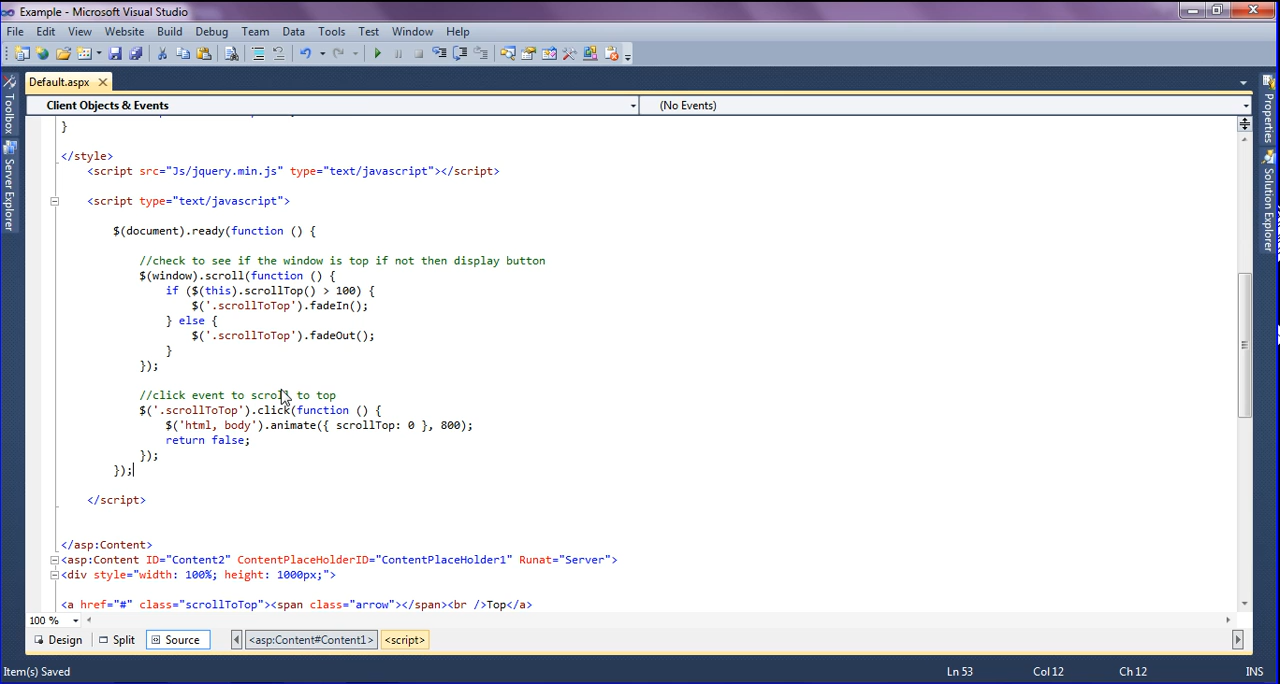 Example - Microsoft Visual Studio
File Edit View Website Build Debug Team Data Tools Test Window Help
Default.aspx
Client Objects & Events (No Events)
Toolbox
Server Explorer
Properties
Solution Explorer
}
</style>
<script src="Js/jquery.min.js" type="text/javascript"></script>
<script type="text/javascript">
$(document).ready(function () {
//check to see if the window is top if not then display button
$(window).scroll(function () {
if ($(this).scrollTop() > 100) {
$('.scrollToTop').fadeIn();
} else {
$('.scrollToTop').fadeOut();
}
});
//click event to scroll to top
$('.scrollToTop').click(function () {
$('html, body').animate({ scrollTop: 0 }, 800);
return false;
});
});
</script>
</asp:Content>
<asp:Content ID="Content2" ContentPlaceHolderID="ContentPlaceHolder1" Runat="Server">
<div style="width: 100%; height: 1000px;">
<a href="#" class="scrollToTop"><span class="arrow"></span><br />Top</a>
100 %
Design Split Source <asp:Content#Content1> <script>
Item(s) Saved Ln 53 Col 12 Ch 12 INS